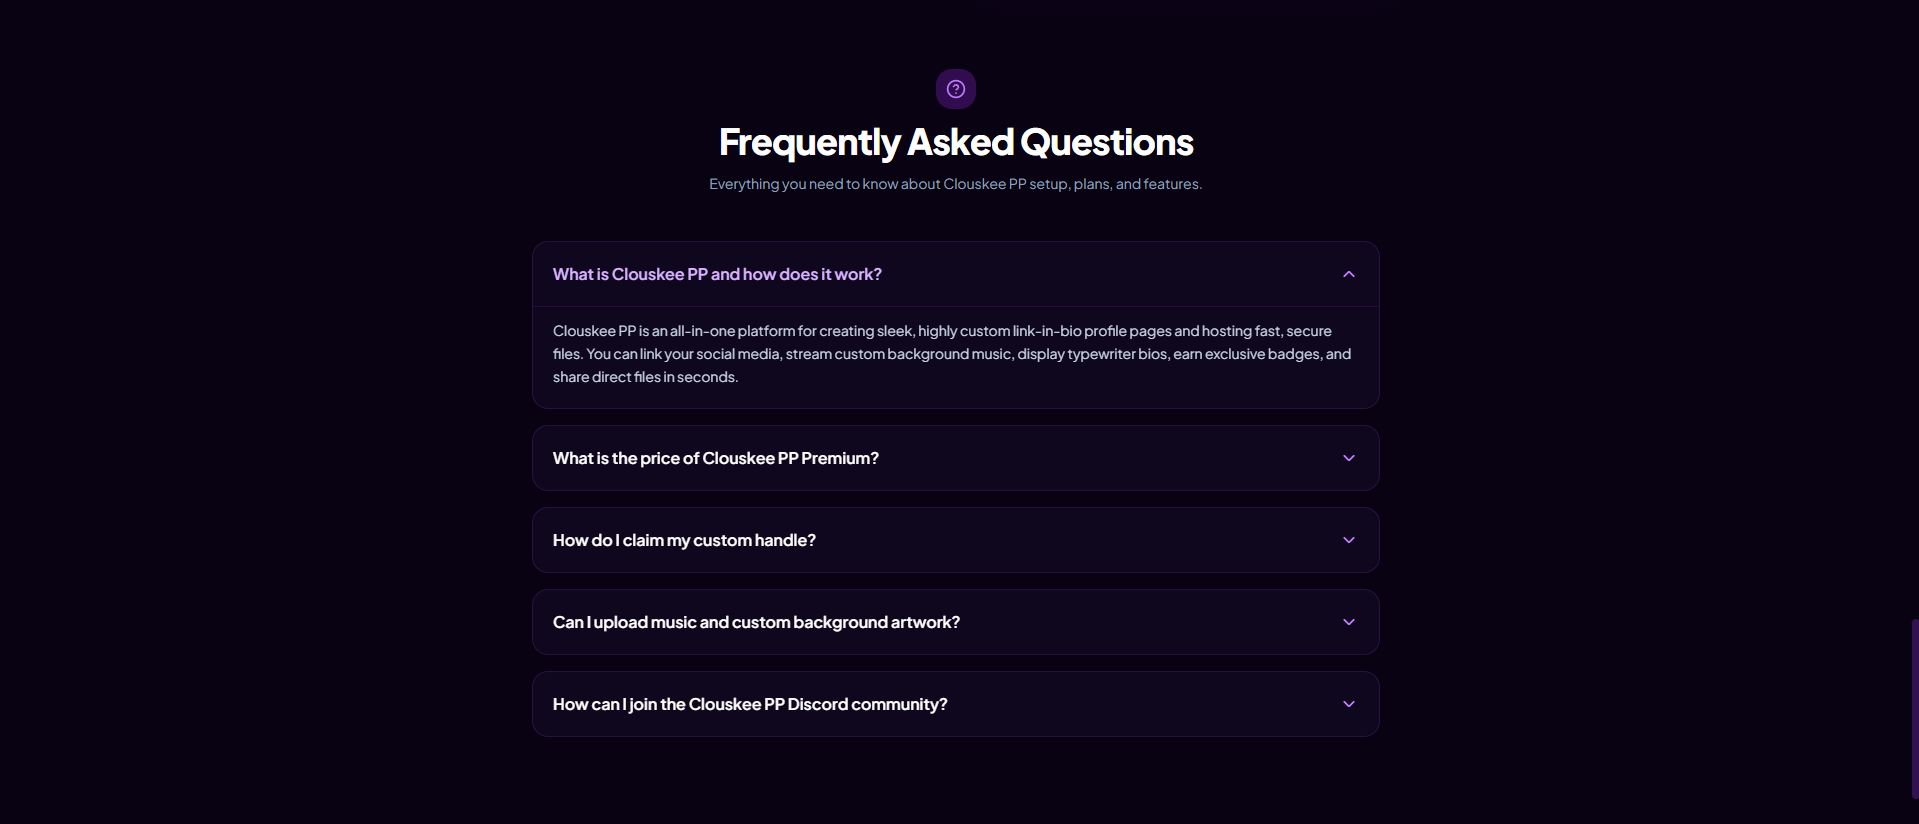 Frequently Asked Questions
Everything you need to know about Clouskee PP setup, plans, and features.
What is Clouskee PP and how does it work?
Clouskee PP is an all-in-one platform for creating sleek, highly custom link-in-bio profile pages and hosting fast, secure
files. You can link your social media, stream custom background music, display typewriter bios, earn exclusive badges, and
share direct files in seconds.
What is the price of Clouskee PP Premium?
How do I claim my custom handle?
Can I upload music and custom background artwork?
How can I join the Clouskee PP Discord community?